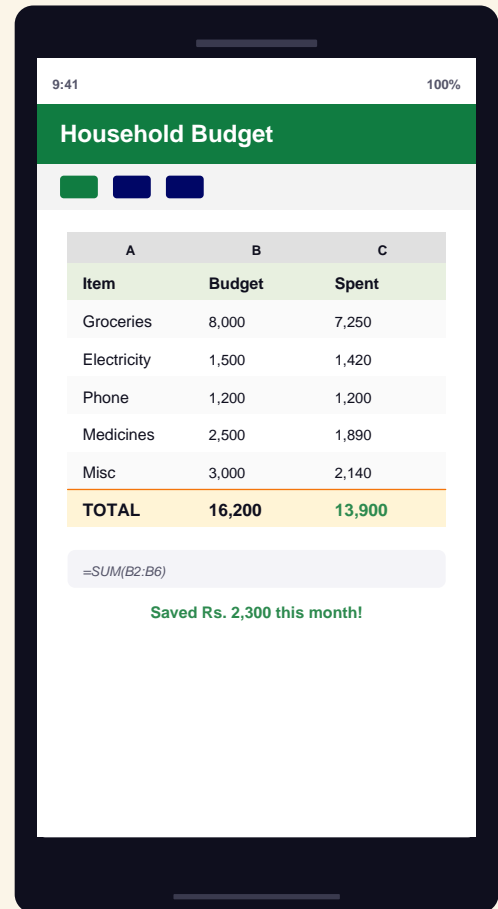 9:41 100%
Household Budget
A B C
Item Budget Spent
Groceries 8,000 7,250
Electricity 1,500 1,420
Phone 1,200 1,200
Medicines 2,500 1,890
Misc 3,000 2,140
TOTAL 16,200 13,900
=SUM(B2:B6)
Saved Rs. 2,300 this month!